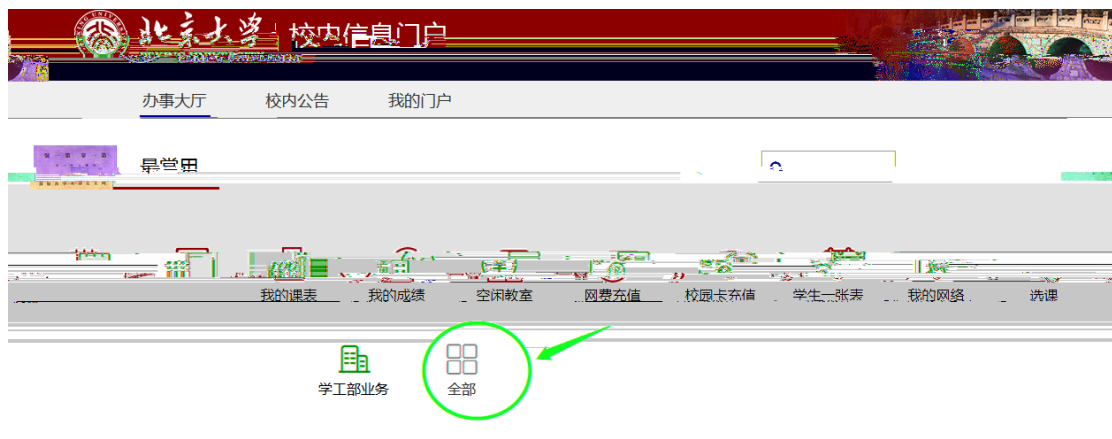 北京大学 校内信息门户
办事大厅 校内公告 我的门户
最常用
我的课表 我的成绩 空闲教室 网费充值 校园卡充值 学生一张表 我的网络 选课
学工部业务 全部